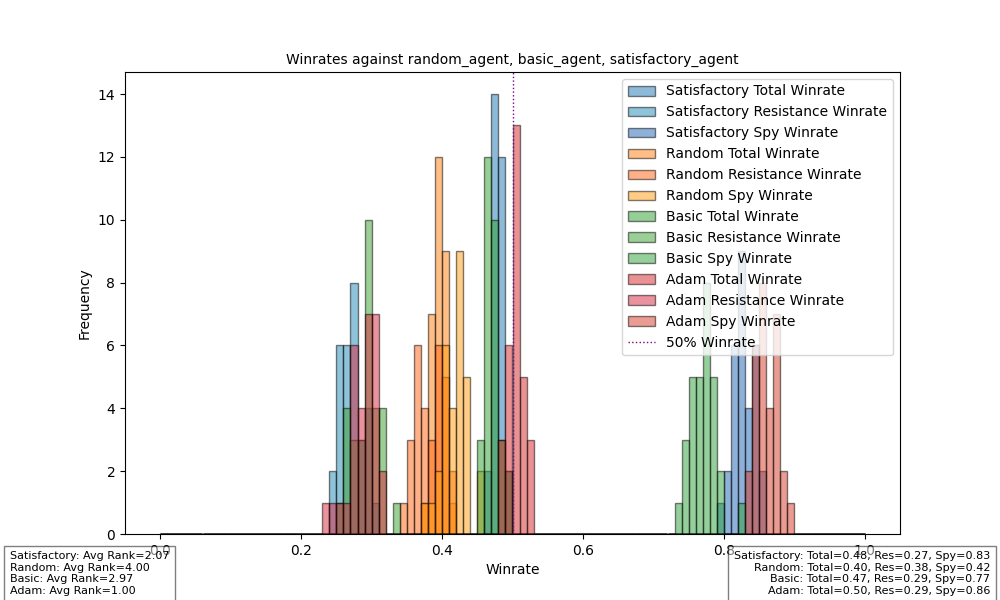 Winrates against random_agent, basic_agent, satisfactory_agent
14
12
10
8
6
4
2
0
Frequency
Satisfactory Total Winrate
Satisfactory Resistance Winrate
Satisfactory Spy Winrate
Random Total Winrate
Random Resistance Winrate
Random Spy Winrate
Basic Total Winrate
Basic Resistance Winrate
Basic Spy Winrate
Adam Total Winrate
Adam Resistance Winrate
Adam Spy Winrate
50% Winrate
0.0 0.2 0.4 0.6 0.8 1.0
Winrate
Satisfactory: Avg Rank=2.07
Random: Avg Rank=4.00
Basic: Avg Rank=2.97
Adam: Avg Rank=1.00
Satisfactory: Total=0.48, Res=0.27, Spy=0.83
Random: Total=0.40, Res=0.38, Spy=0.42
Basic: Total=0.47, Res=0.29, Spy=0.77
Adam: Total=0.50, Res=0.29, Spy=0.86